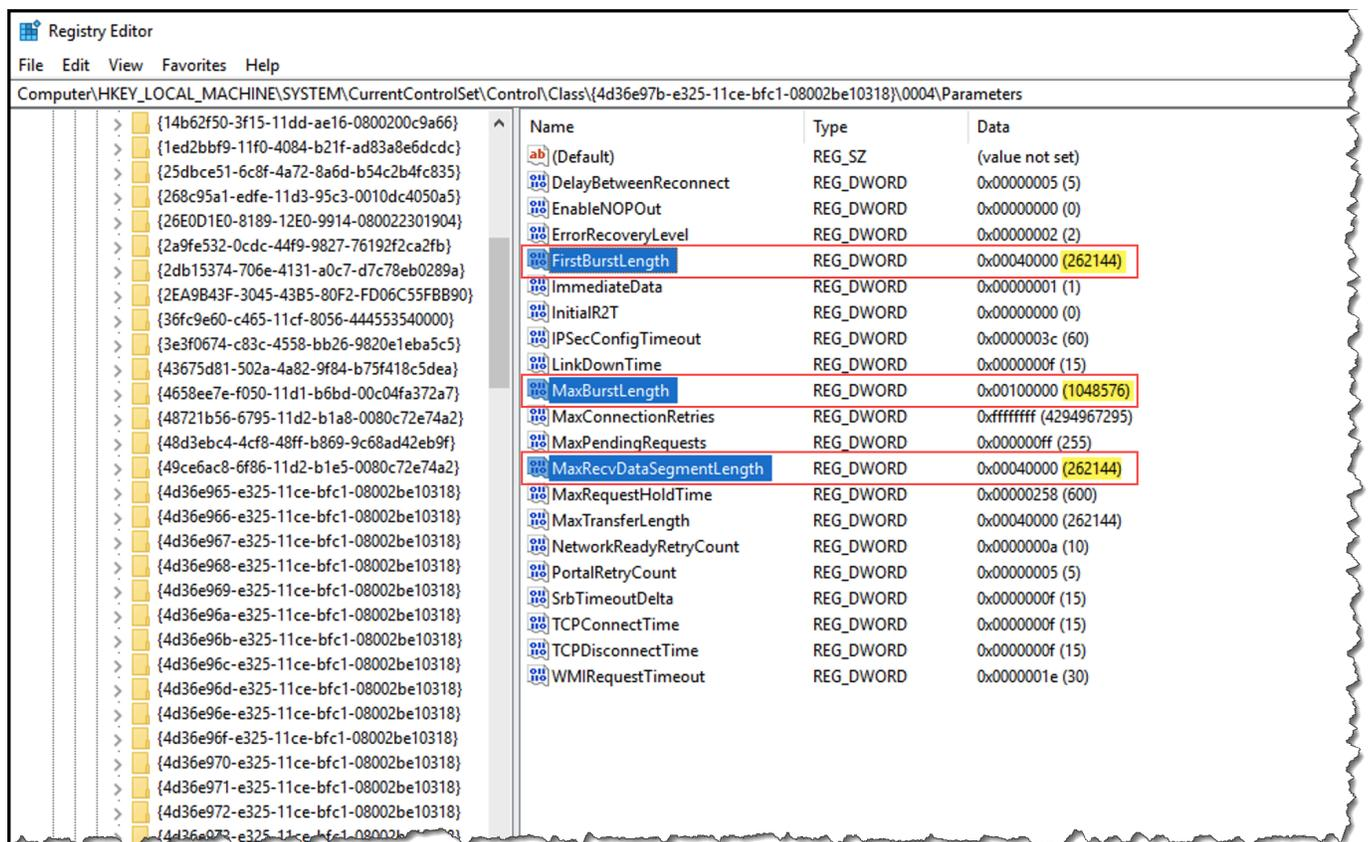 Registry Editor
File Edit View Favorites Help
Computer\HKEY_LOCAL_MACHINE\SYSTEM\CurrentControlSet\Control\Class\{4d36e97b-e325-11ce-bfc1-08002be10318}\0004\Parameters
{14b62f50-3f15-11dd-ae16-0800200c9a66}
{1ed2bbf9-11f0-4084-b21f-ad83a8e6dcdc}
{25dbce51-6c8f-4a72-8a6d-b54c2b4fc835}
{268c95a1-edfe-11d3-95c3-0010dc4050a5}
{26E0D1E0-8189-12E0-9914-080022301904}
{2a9fe532-0cdc-44f9-9827-76192f2ca2fb}
{2db15374-706e-4131-a0c7-d7c78eb0289a}
{2EA9B43F-3045-43B5-80F2-FD06C55FBB90}
{36fc9e60-c465-11cf-8056-444553540000}
{3e3f0674-c83c-4558-bb26-9820e1eba5c5}
{43675d81-502a-4a82-9f84-b75f418c5dea}
{4658ee7e-f050-11d1-b6bd-00c04fa372a7}
{48721b56-6795-11d2-b1a8-0080c72e74a2}
{48d3ebc4-4cf8-48ff-b869-9c68ad42eb9f}
{49ce6ac8-6f86-11d2-b1e5-0080c72e74a2}
{4d36e965-e325-11ce-bfc1-08002be10318}
{4d36e966-e325-11ce-bfc1-08002be10318}
{4d36e967-e325-11ce-bfc1-08002be10318}
{4d36e968-e325-11ce-bfc1-08002be10318}
{4d36e969-e325-11ce-bfc1-08002be10318}
{4d36e96a-e325-11ce-bfc1-08002be10318}
{4d36e96b-e325-11ce-bfc1-08002be10318}
{4d36e96c-e325-11ce-bfc1-08002be10318}
{4d36e96d-e325-11ce-bfc1-08002be10318}
{4d36e96e-e325-11ce-bfc1-08002be10318}
{4d36e96f-e325-11ce-bfc1-08002be10318}
{4d36e970-e325-11ce-bfc1-08002be10318}
{4d36e971-e325-11ce-bfc1-08002be10318}
{4d36e972-e325-11ce-bfc1-08002be10318}
Name Type Data
(Default) REG_SZ (value not set)
DelayBetweenReconnect REG_DWORD 0x00000005 (5)
EnableNOPOut REG_DWORD 0x00000000 (0)
ErrorRecoveryLevel REG_DWORD 0x00000002 (2)
FirstBurstLength REG_DWORD 0x00040000 (262144)
ImmediateData REG_DWORD 0x00000001 (1)
InitialR2T REG_DWORD 0x00000000 (0)
IPSecConfigTimeout REG_DWORD 0x0000003c (60)
LinkDownTime REG_DWORD 0x0000000f (15)
MaxBurstLength REG_DWORD 0x00100000 (1048576)
MaxConnectionRetries REG_DWORD 0xffffffff (4294967295)
MaxPendingRequests REG_DWORD 0x000000ff (255)
MaxRecvDataSegmentLength REG_DWORD 0x00040000 (262144)
MaxRequestHoldTime REG_DWORD 0x00000258 (600)
MaxTransferLength REG_DWORD 0x00040000 (262144)
NetworkReadyRetryCount REG_DWORD 0x0000000a (10)
PortalRetryCount REG_DWORD 0x00000005 (5)
SrbTimeoutDelta REG_DWORD 0x0000000f (15)
TCPConnectTime REG_DWORD 0x0000000f (15)
TCPDisconnectTime REG_DWORD 0x0000000f (15)
WMIRequestTimeout REG_DWORD 0x0000001e (30)